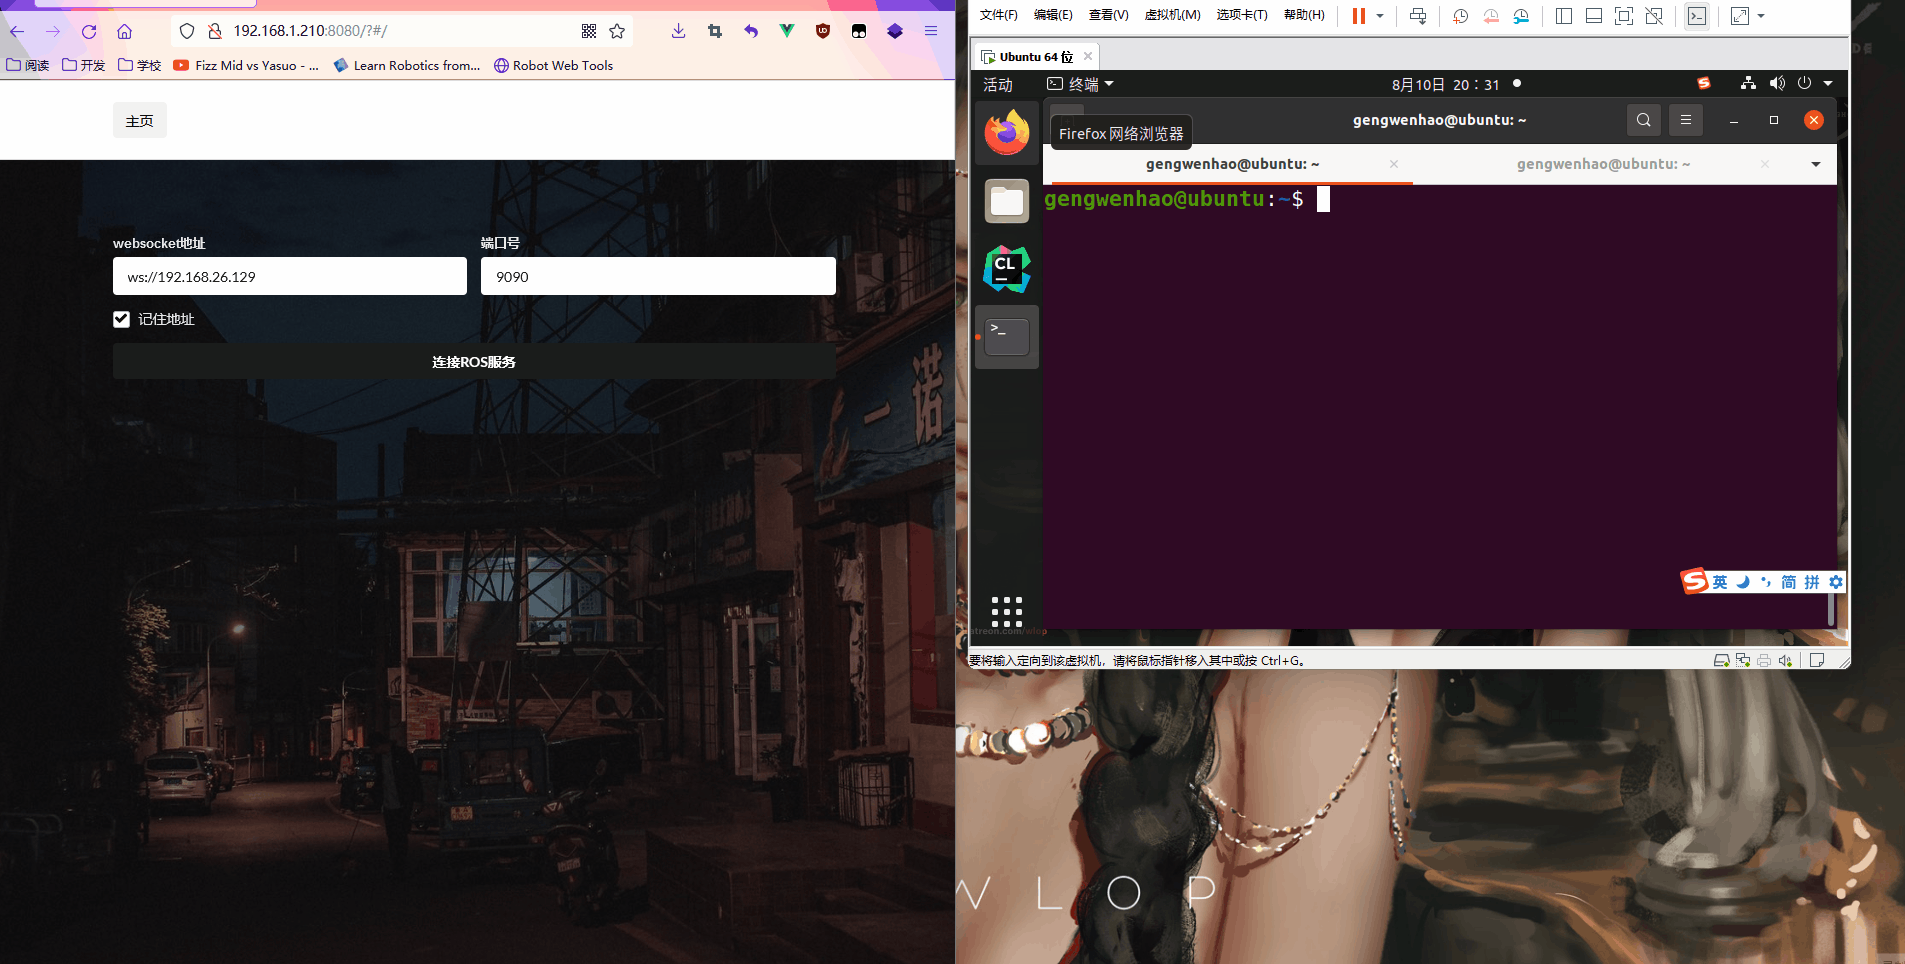 192.168.1.210:8080/?#/
阅读
开发
学校
Fizz Mid vs Yasuo - ...
Learn Robotics from...
Robot Web Tools
主页
websocket地址
端口号
ws://192.168.26.129
9090
记住地址
连接ROS服务
一诺
文件(F)
编辑(E)
查看(V)
虚拟机(M)
选项卡(T)
帮助(H)
Ubuntu 64 位
活动
终端
8月10日 20：31
Firefox 网络浏览器
gengwenhao@ubuntu: ~
gengwenhao@ubuntu: ~
gengwenhao@ubuntu: ~
gengwenhao@ubuntu:~$
CL
英
简
拼
要将输入定向到该虚拟机，请将鼠标指针移入其中或按 Ctrl+G。
WLOP